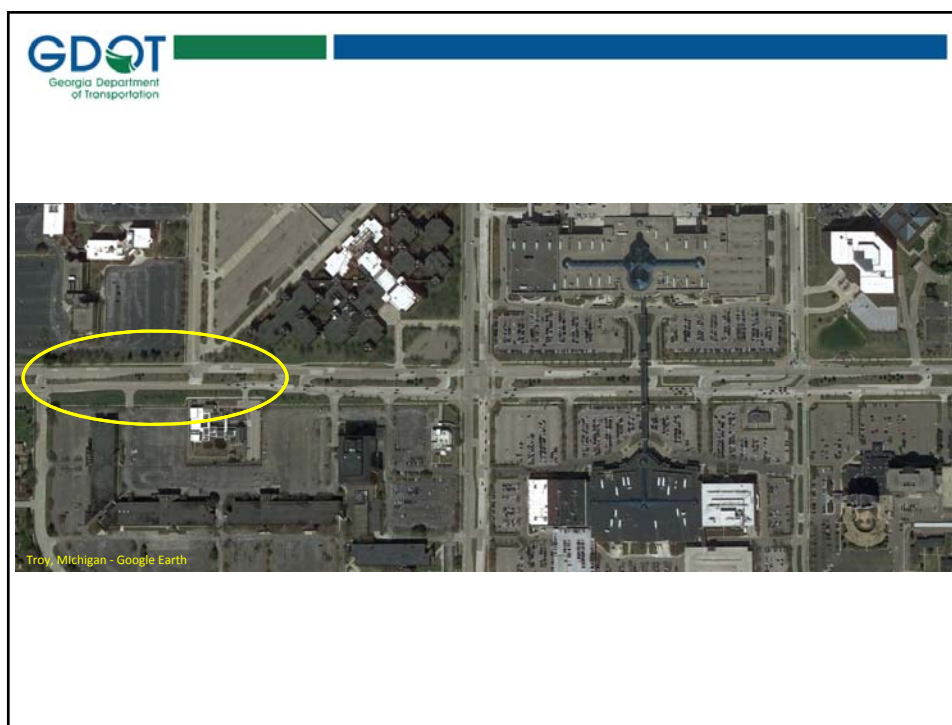 GDOT
Georgia Department
of Transportation
Troy, Michigan - Google Earth